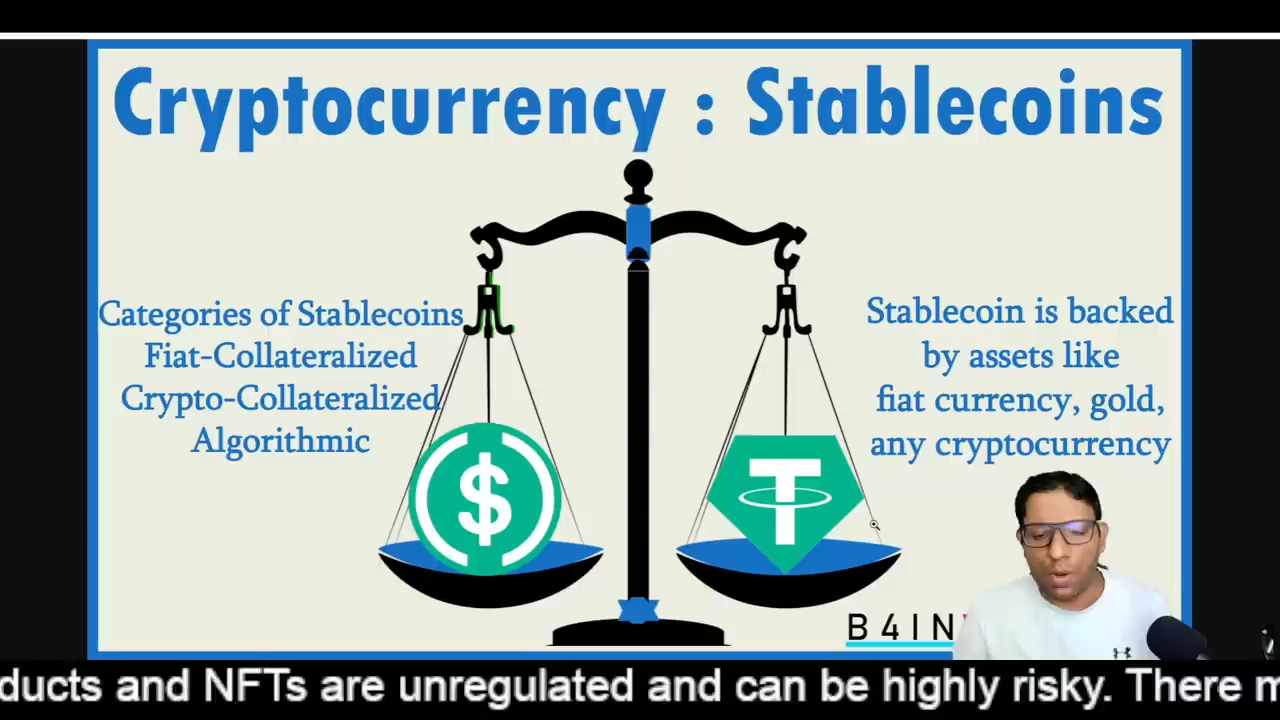 Cryptocurrency : Stablecoins
Categories of Stablecoins
Fiat-Collateralized
Crypto-Collateralized
Algorithmic
Stablecoin is backed
by assets like
fiat currency, gold,
any cryptocurrency
$
T
B4IN
ducts and NFTs are unregulated and can be highly risky. There m